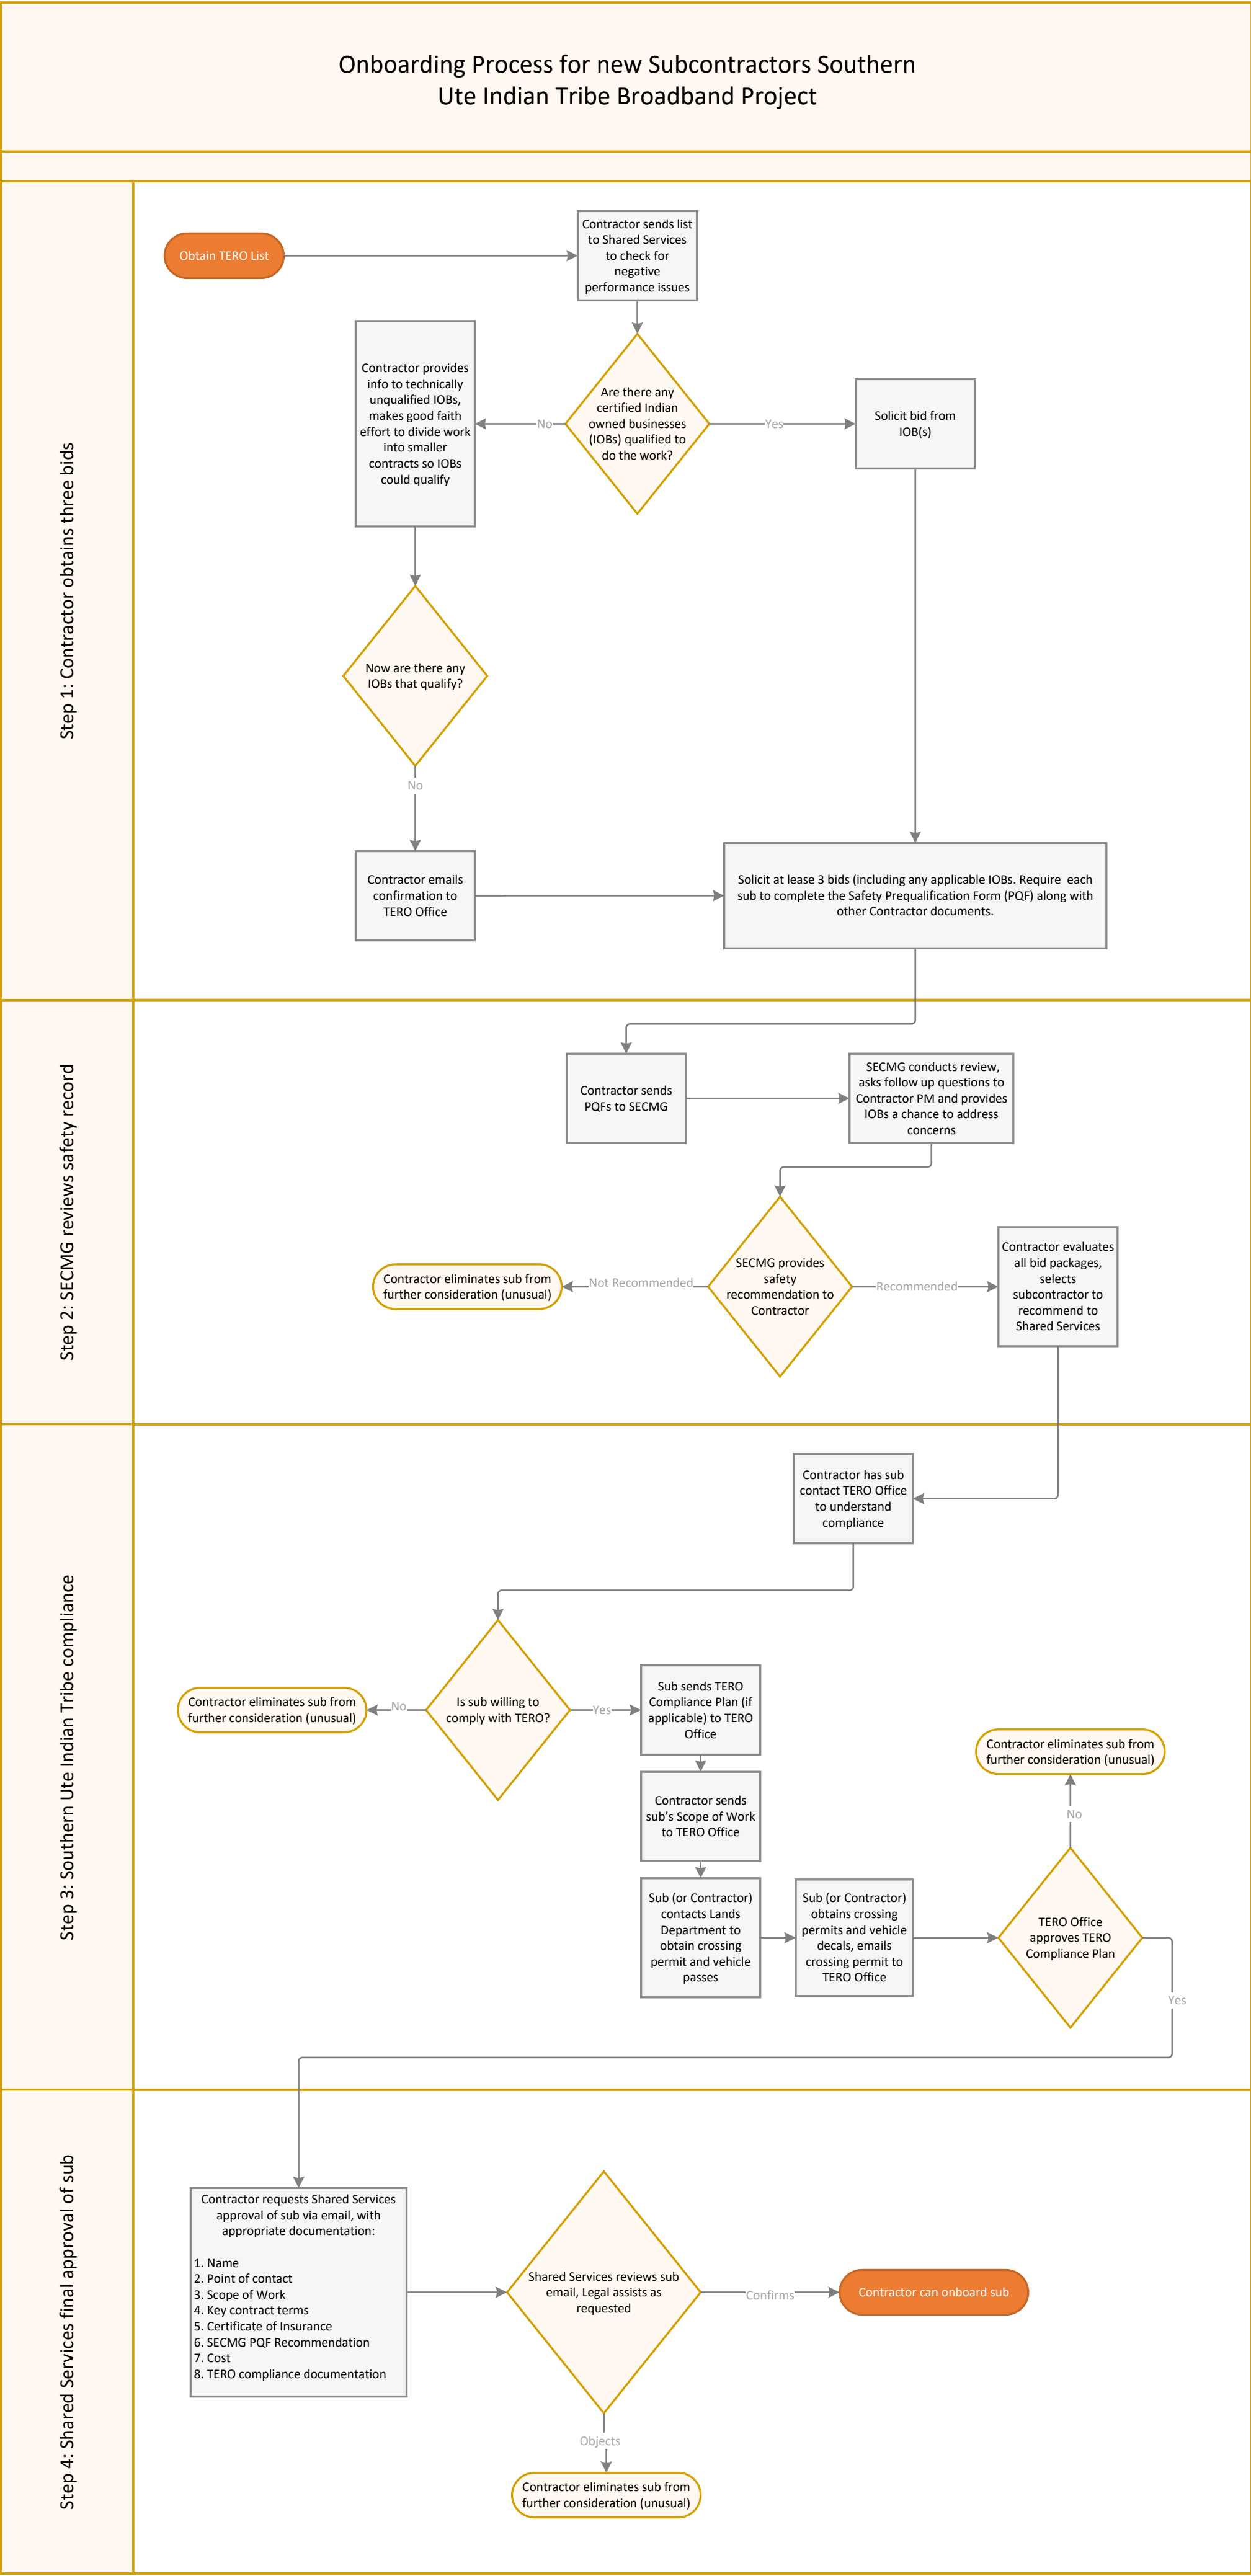 Onboarding Process for new Subcontractors Southern
Ute Indian Tribe Broadband Project
Step 1: Contractor obtains three bids
Obtain TERO List
Contractor sends list
to Shared Services
to check for
negative
performance issues
Are there any
certified Indian
owned businesses
(IOBs) qualified to
do the work?
No
Yes
Contractor provides
info to technically
unqualified IOBs,
makes good faith
effort to divide work
into smaller
contracts so IOBs
could qualify
Solicit bid from
IOB(s)
Now are there any
IOBs that qualify?
No
Contractor emails
confirmation to
TERO Office
Solicit at lease 3 bids (including any applicable IOBs. Require each
sub to complete the Safety Prequalification Form (PQF) along with
other Contractor documents.
Step 2: SECMG reviews safety record
Contractor sends
PQFs to SECMG
SECMG conducts review,
asks follow up questions to
Contractor PM and provides
IOBs a chance to address
concerns
SECMG provides
safety
recommendation to
Contractor
Not Recommended
Contractor eliminates sub from
further consideration (unusual)
Recommended
Contractor evaluates
all bid packages,
selects
subcontractor to
recommend to
Shared Services
Step 3: Southern Ute Indian Tribe compliance
Contractor has sub
contact TERO Office
to understand
compliance
Is sub willing to
comply with TERO?
No
Contractor eliminates sub from
further consideration (unusual)
Yes
Sub sends TERO
Compliance Plan (if
applicable) to TERO
Office
Contractor sends
sub's Scope of Work
to TERO Office
Sub (or Contractor)
contacts Lands
Department to
obtain crossing
permit and vehicle
passes
Sub (or Contractor)
obtains crossing
permits and vehicle
decals, emails
crossing permit to
TERO Office
TERO Office
approves TERO
Compliance Plan
No
Contractor eliminates sub from
further consideration (unusual)
Yes
Step 4: Shared Services final approval of sub
Contractor requests Shared Services
approval of sub via email, with
appropriate documentation:
1. Name
2. Point of contact
3. Scope of Work
4. Key contract terms
5. Certificate of Insurance
6. SECMG PQF Recommendation
7. Cost
8. TERO compliance documentation
Shared Services reviews sub
email, Legal assists as
requested
Confirms
Contractor can onboard sub
Objects
Contractor eliminates sub from
further consideration (unusual)